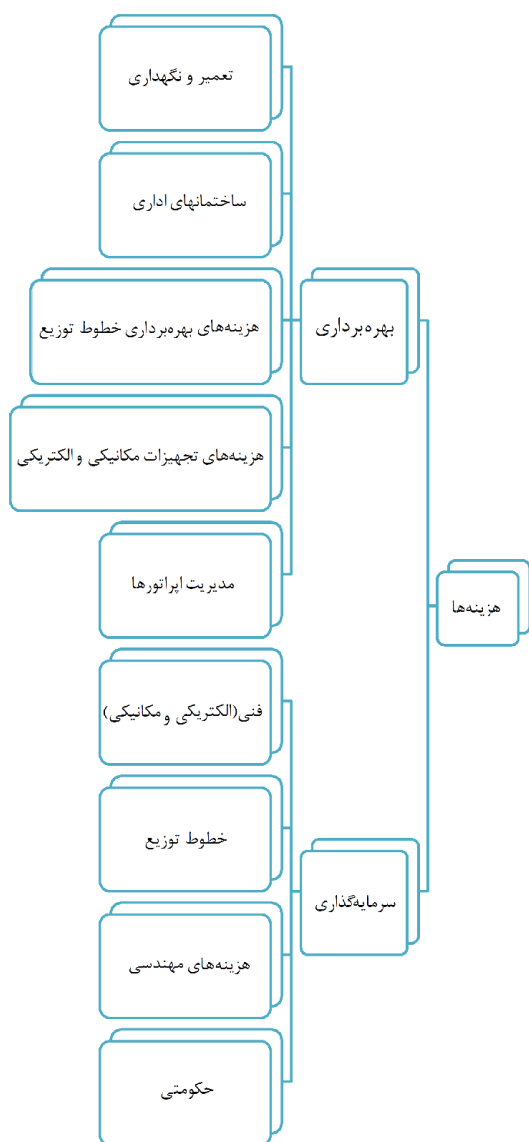 هزینه‌ها
بهره‌برداری
تعمیر و نگهداری
ساختمانهای اداری
هزینه‌های بهره‌برداری خطوط توزیع
هزینه‌های تجهیزات مکانیکی و الکتریکی
مدیریت اپراتورها
سرمایه‌گذاری
فنی(الکتریکی و مکانیکی)
خطوط توزیع
هزینه‌های مهندسی
حکومتی